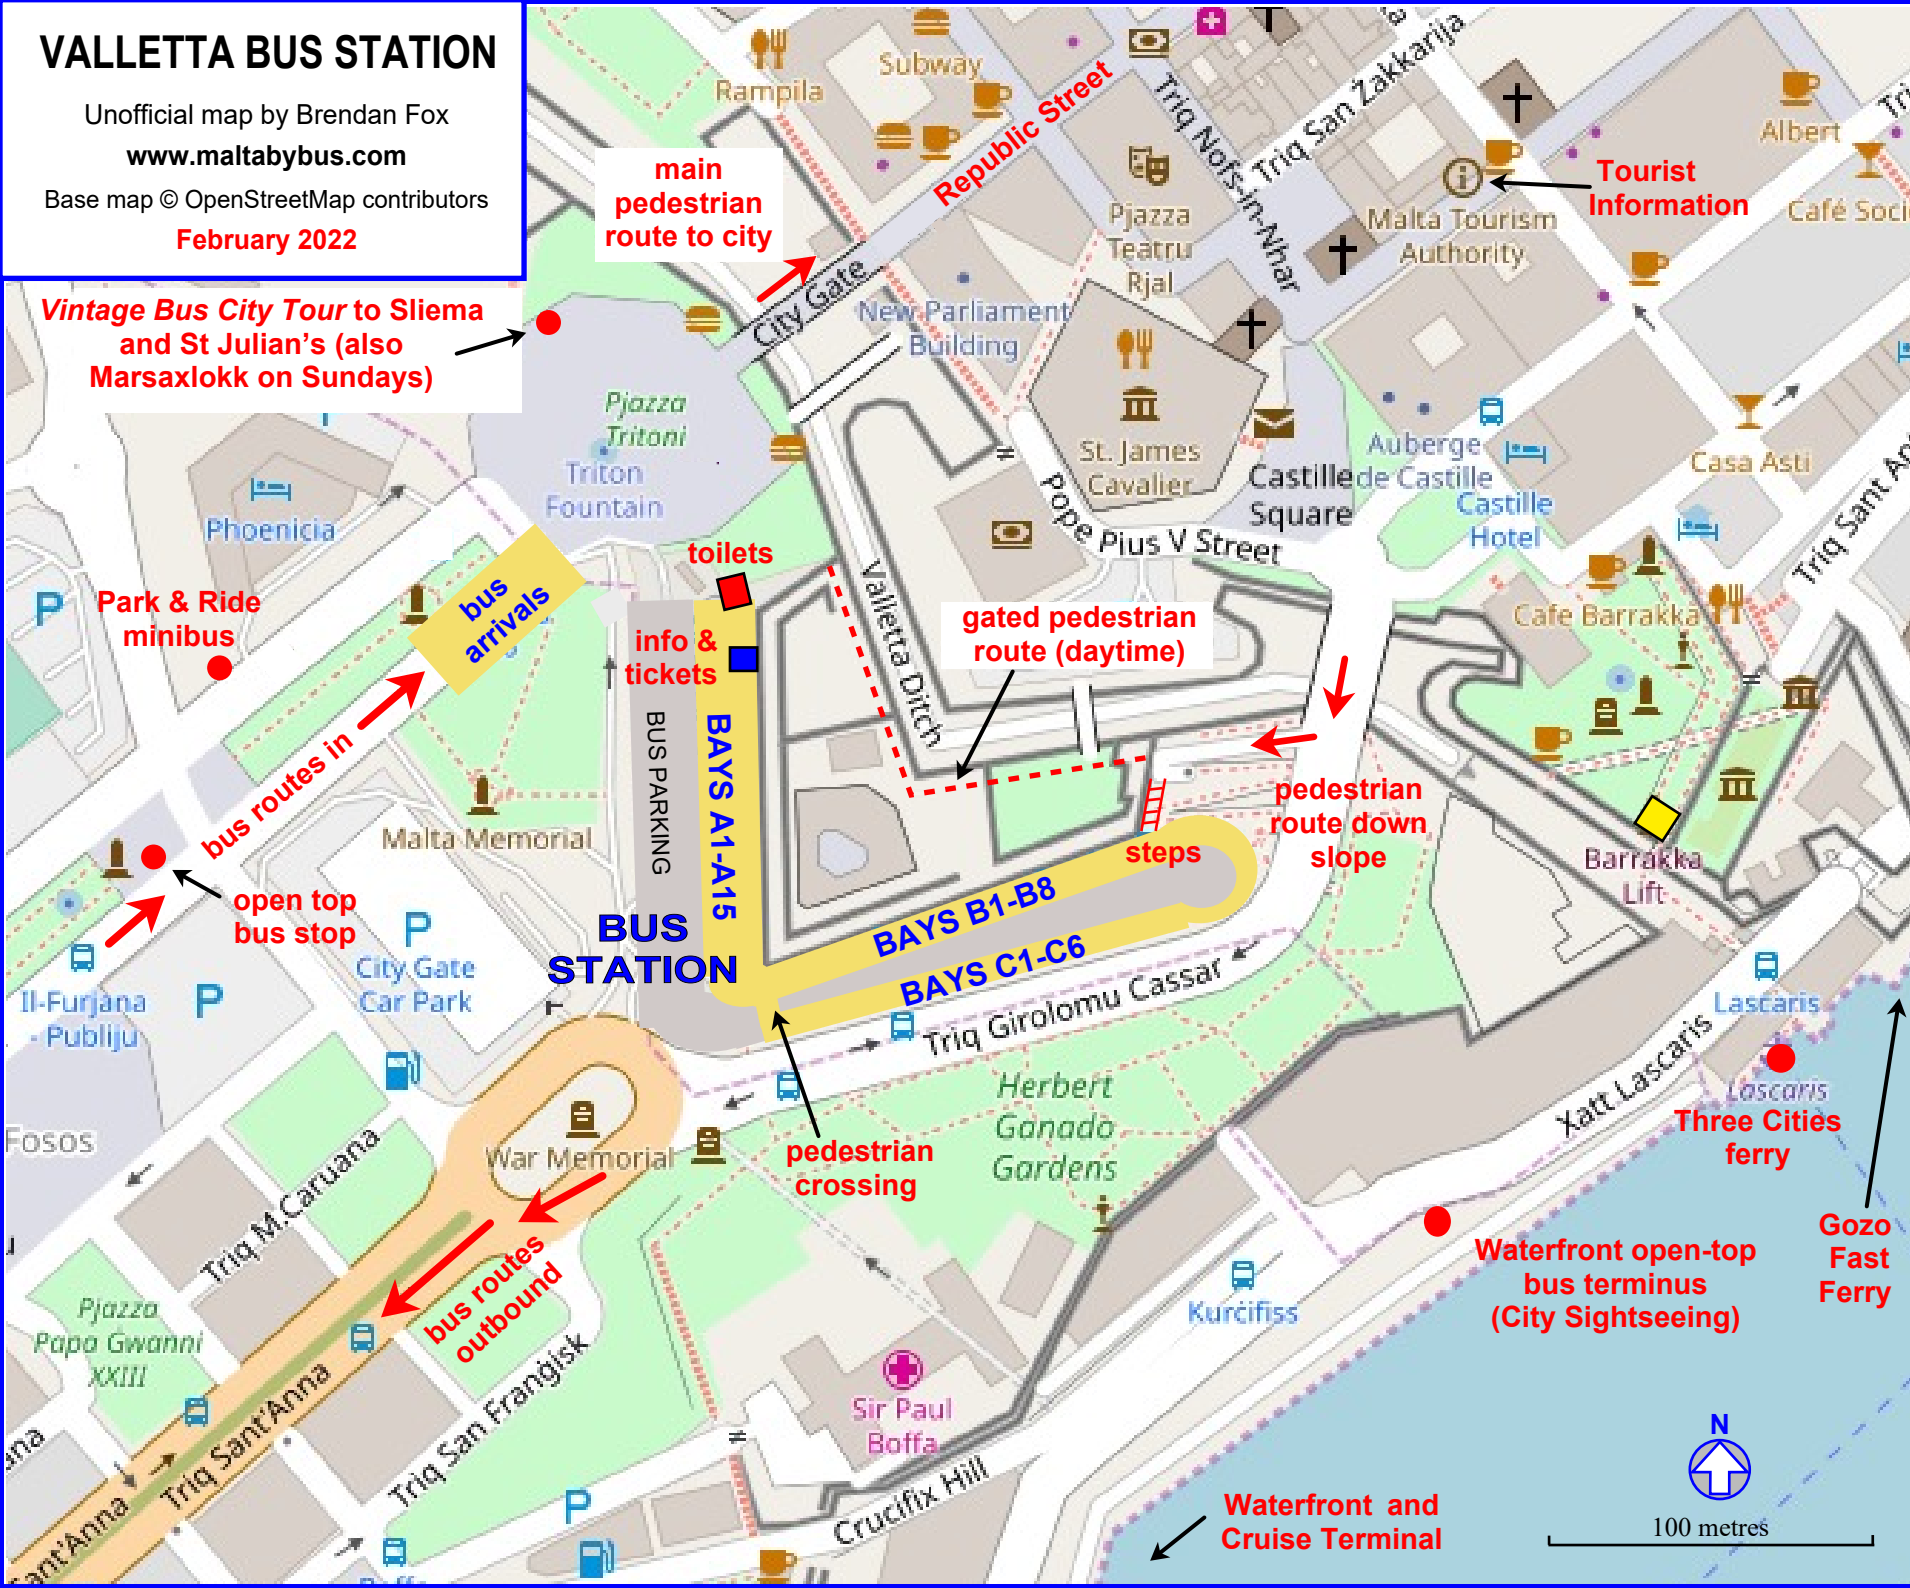 VALLETTA BUS STATION
Unofficial map by Brendan Fox
www.maltabybus.com
Base map © OpenStreetMap contributors
February 2022
Vintage Bus City Tour to Sliema
and St Julian's (also
Marsaxlokk on Sundays)
Rampila
Subway
main
pedestrian
route to city
Republic Street
City Gate
Triq Nofs-in-Nhar
Triq San Zakkarija
Albert
Tourist
Information
Malta Tourism
Authority
Pjazza
Teatru
Rjal
New Parliament
Building
Pjazza
Tritoni
Triton
Fountain
St. James
Cavalier
Castille
Square
Auberge
de Castille
Castille
Hotel
Casa Asti
Phoenicia
P
Park & Ride
minibus
bus
arrivals
toilets
info &
tickets
Valletta Ditch
Pope Pius V Street
gated pedestrian
route (daytime)
Cafe Barrakka
bus routes in
BUS PARKING
BAYS A1-A15
Malta Memorial
steps
pedestrian
route down
slope
Barrakka
Lift
open top
bus stop
BUS
STATION
BAYS B1-B8
BAYS C1-C6
P
City Gate
Car Park
P
Il-Furjana
- Publiju
Triq Girolomu Cassar
Lascaris
Xatt Lascaris
Lascaris
Three Cities
ferry
Herbert
Ganado
Gardens
pedestrian
crossing
War Memorial
Fosos
Triq M.Caruana
bus routes
outbound
Gozo
Fast
Ferry
Waterfront open-top
bus terminus
(City Sightseeing)
Kurċifiss
Pjazza
Papa Ġwanni
XXIII
Triq Sant'Anna
Sant'Anna
Triq San Franġisk
Sir Paul
Boffa
Crucifix Hill
P
Waterfront and
Cruise Terminal
N
100 metres